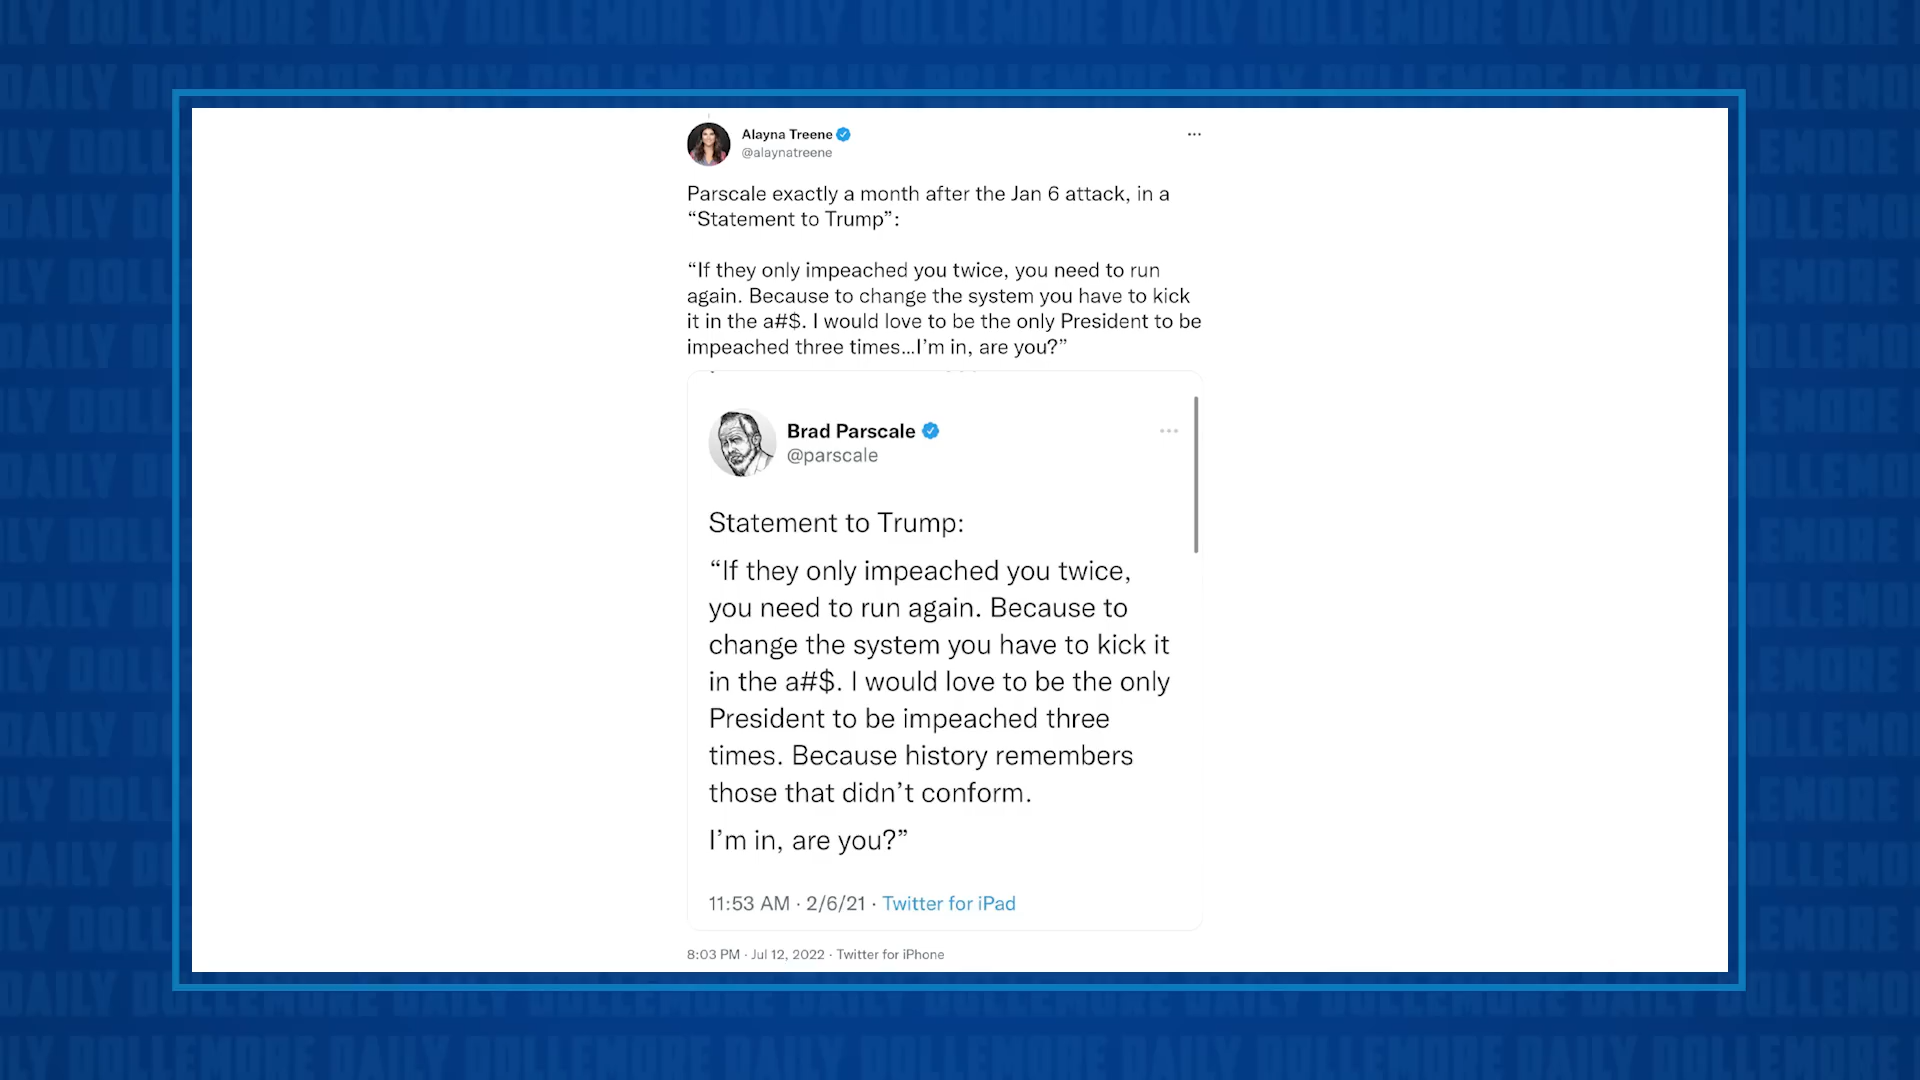 Alayna Treene
@alaynatreene
Parscale exactly a month after the Jan 6 attack, in a
“Statement to Trump”:
“If they only impeached you twice, you need to run
again. Because to change the system you have to kick
it in the a#$. I would love to be the only President to be
impeached three times...I’m in, are you?”
Brad Parscale
@parscale
Statement to Trump:
“If they only impeached you twice,
you need to run again. Because to
change the system you have to kick it
in the a#$. I would love to be the only
President to be impeached three
times. Because history remembers
those that didn’t conform.
I’m in, are you?”
11:53 AM · 2/6/21 · Twitter for iPad
8:03 PM · Jul 12, 2022 · Twitter for iPhone